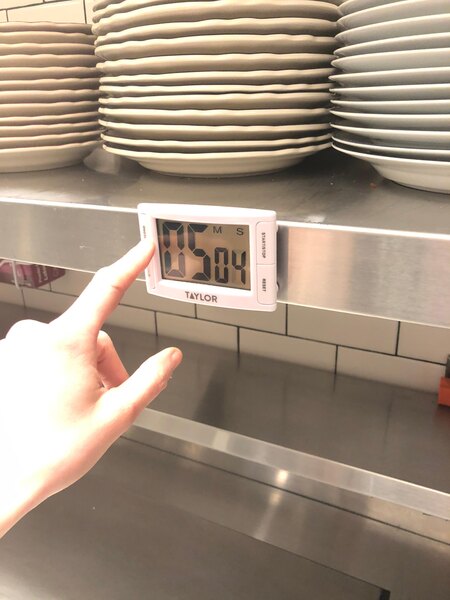 M S
05 04
START/STOP
RESET
TAYLOR